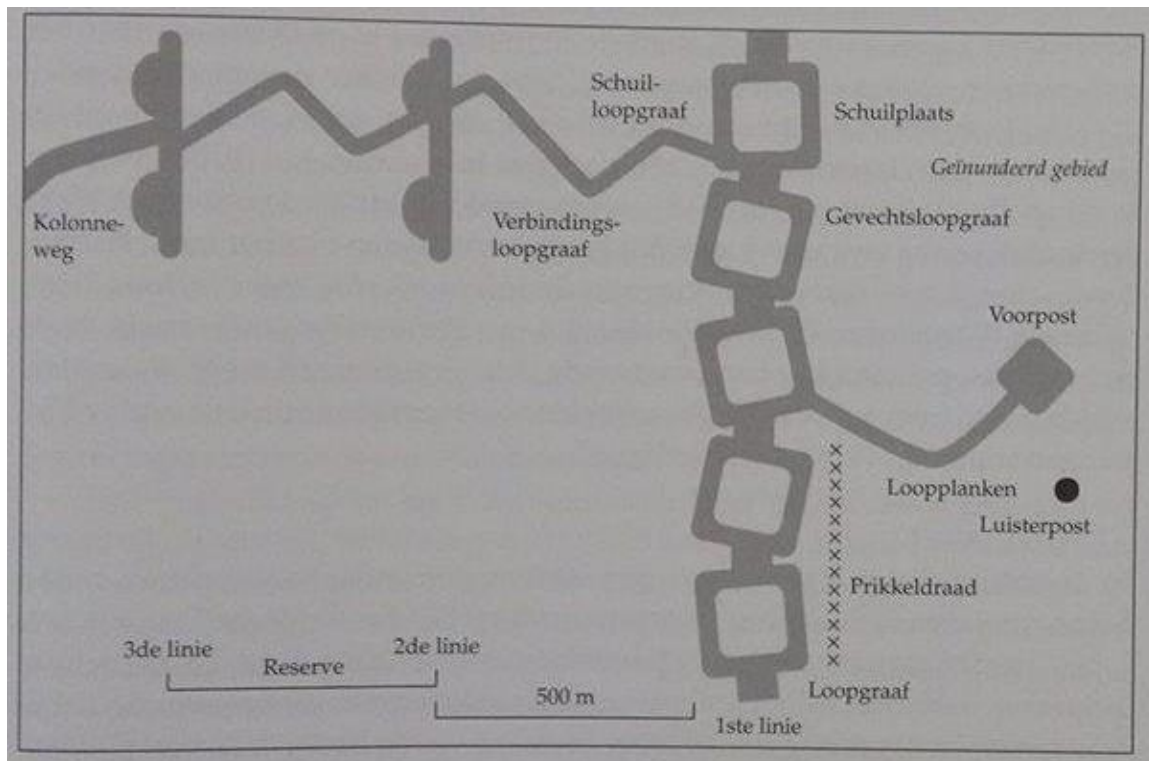 Schuil-
loopgraaf
Schuilplaats
Geïnundeerd gebied
Kolonne-
weg
Verbindings-
loopgraaf
Gevechtsloopgraaf
Voorpost
Loopplanken
Luisterpost
Prikkeldraad
3de linie
Reserve
2de linie
500 m
Loopgraaf
1ste linie